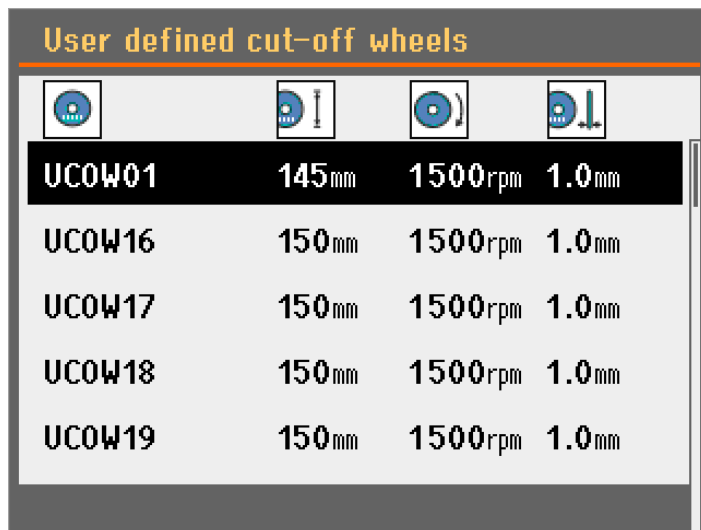 User defined cut-off wheels
UCOW01 145mm 1500rpm 1.0mm
UCOW16 150mm 1500rpm 1.0mm
UCOW17 150mm 1500rpm 1.0mm
UCOW18 150mm 1500rpm 1.0mm
UCOW19 150mm 1500rpm 1.0mm